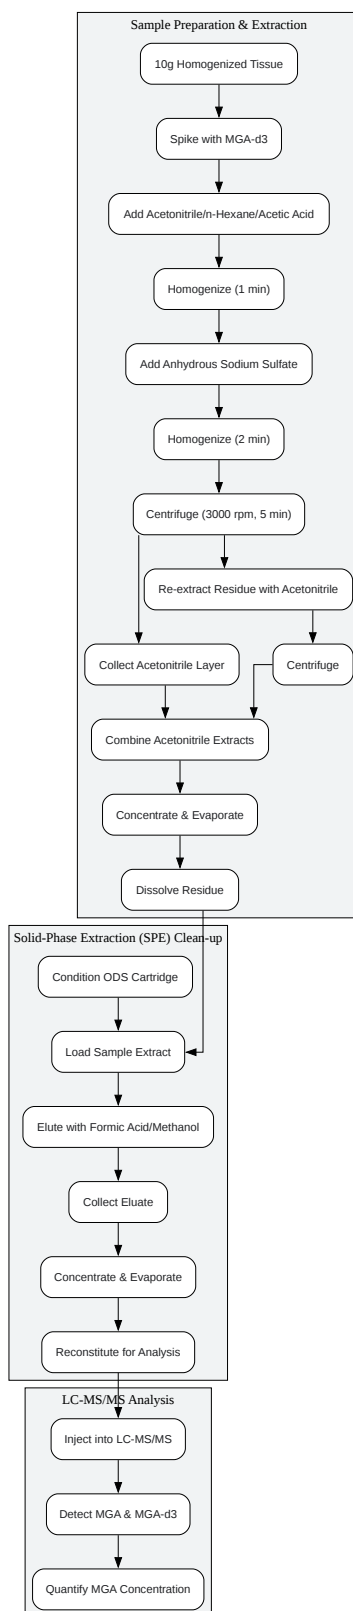 Sample Preparation & Extraction
10g Homogenized Tissue
Spike with MGA-d3
Add Acetonitrile/n-Hexane/Acetic Acid
Homogenize (1 min)
Add Anhydrous Sodium Sulfate
Homogenize (2 min)
Centrifuge (3000 rpm, 5 min)
Re-extract Residue with Acetonitrile
Collect Acetonitrile Layer
Centrifuge
Combine Acetonitrile Extracts
Concentrate & Evaporate
Dissolve Residue
Solid-Phase Extraction (SPE) Clean-up
Condition ODS Cartridge
Load Sample Extract
Elute with Formic Acid/Methanol
Collect Eluate
Concentrate & Evaporate
Reconstitute for Analysis
LC-MS/MS Analysis
Inject into LC-MS/MS
Detect MGA & MGA-d3
Quantify MGA Concentration